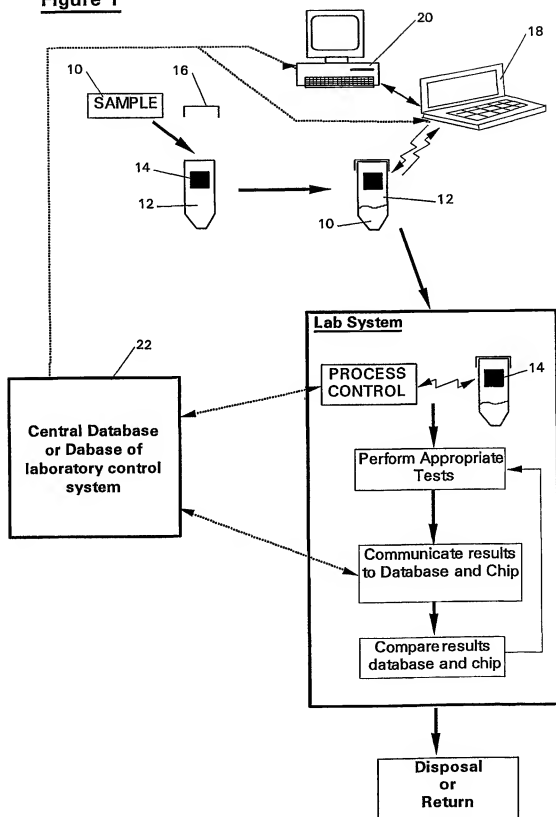 Figure 1
20
18
10
16
SAMPLE
14
12
12
10
Lab System
22
PROCESS
CONTROL
14
Central Database
or Dabase of
laboratory control
system
Perform Appropriate
Tests
Communicate results
to Database and Chip
Compare results
database and chip
Disposal
or
Return